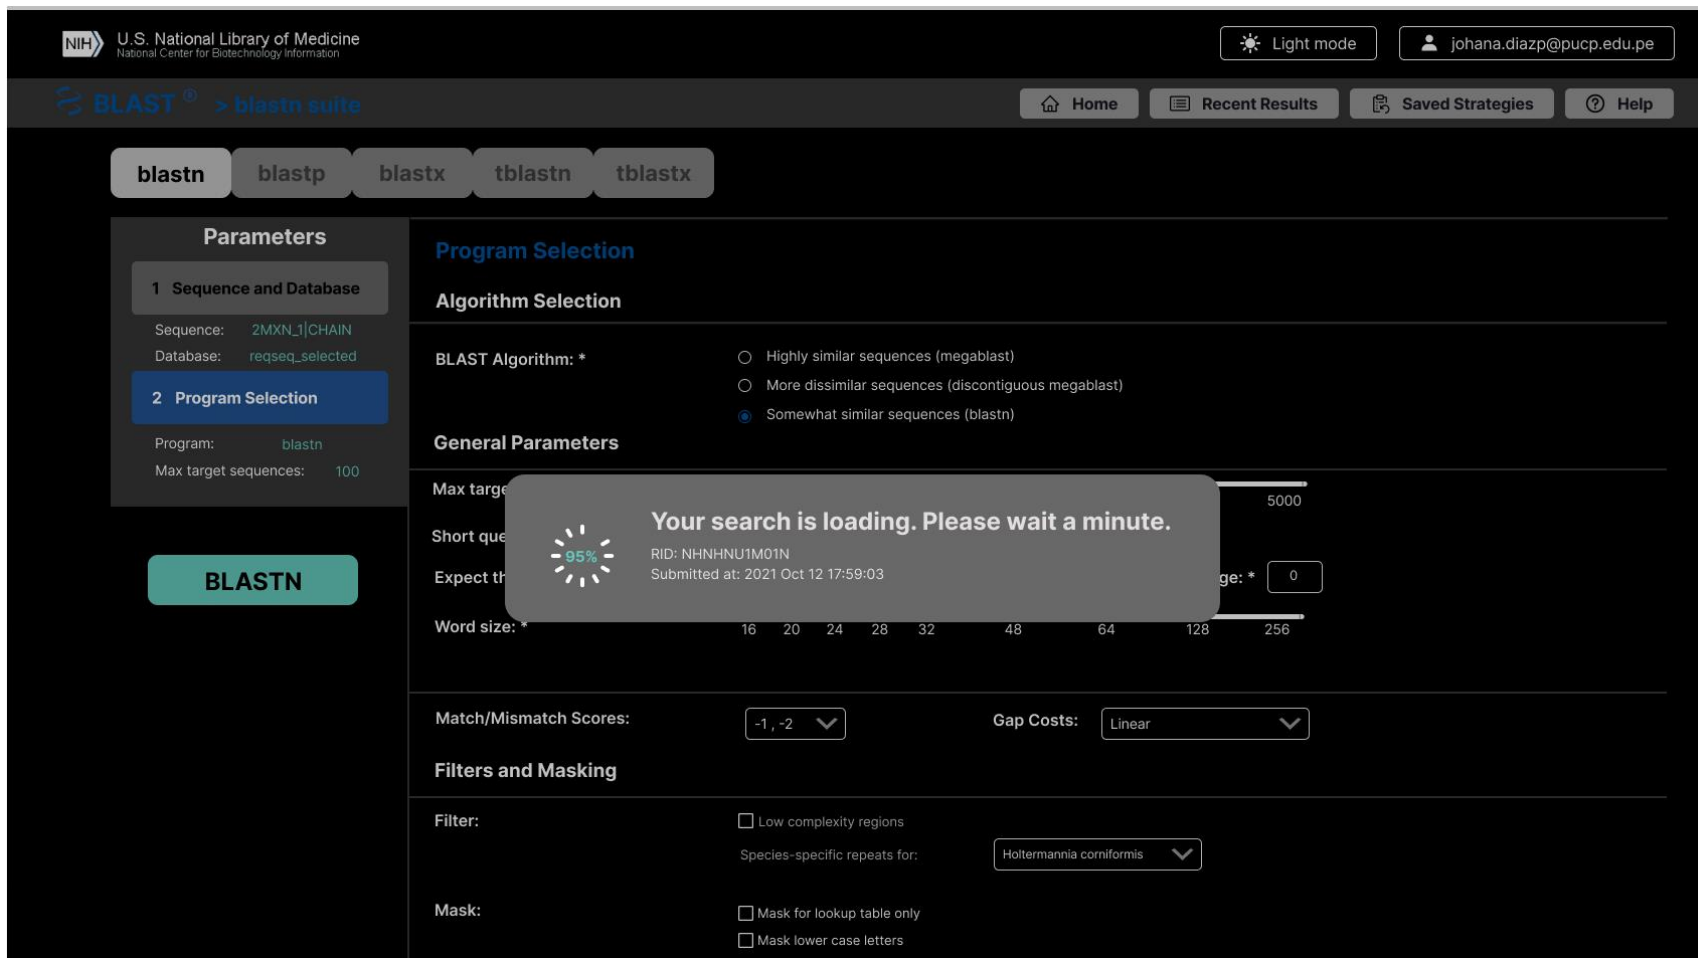 NIH U.S. National Library of Medicine
National Center for Biotechnology Information
Light mode
johana.diazp@pucp.edu.pe
BLAST ® > blastn suite
Home
Recent Results
Saved Strategies
Help
blastn
blastp
blastx
tblastn
tblastx
Parameters
1 Sequence and Database
Sequence: 2MXN_1|CHAIN
Database: reqseq_selected
2 Program Selection
Program: blastn
Max target sequences: 100
BLASTN
Program Selection
Algorithm Selection
BLAST Algorithm: *
Highly similar sequences (megablast)
More dissimilar sequences (discontiguous megablast)
Somewhat similar sequences (blastn)
General Parameters
Max targe
5000
Short que
Expect th
ge: * 0
Your search is loading. Please wait a minute.
95%
RID: NHNHNU1M01N
Submitted at: 2021 Oct 12 17:59:03
Word size: *
16 20 24 28 32 48 64 128 256
Match/Mismatch Scores: -1 , -2
Gap Costs: Linear
Filters and Masking
Filter:
Low complexity regions
Species-specific repeats for: Holtermannia corniformis
Mask:
Mask for lookup table only
Mask lower case letters